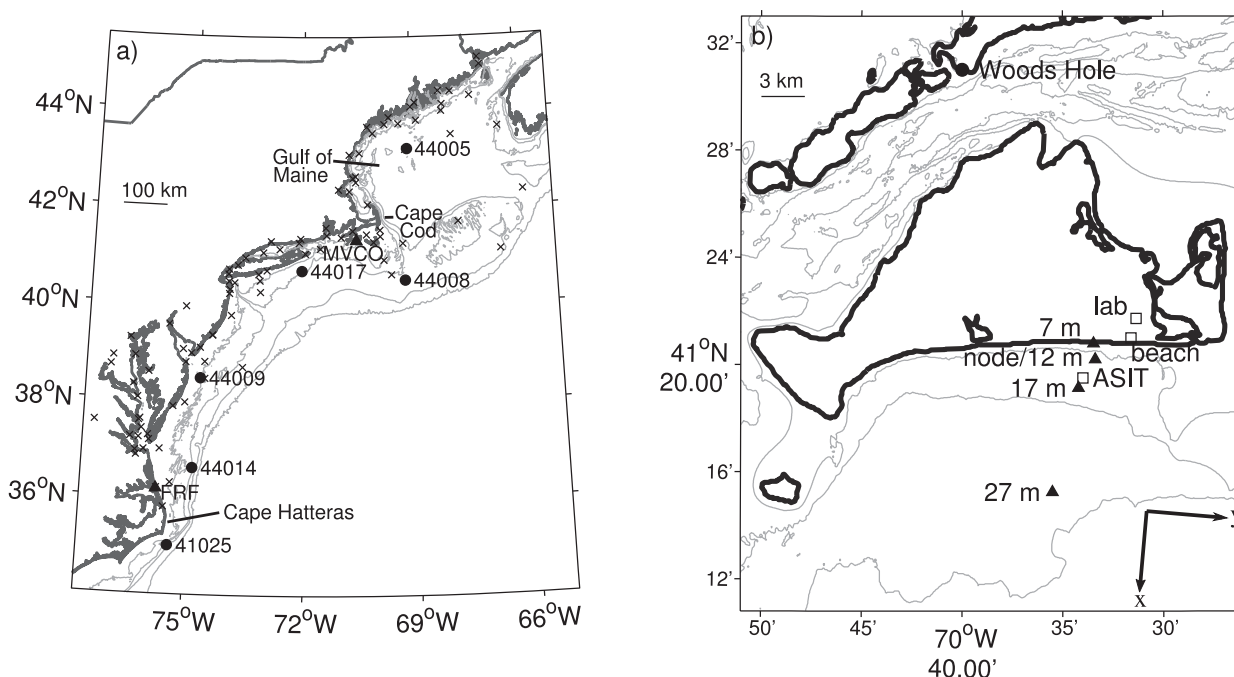 a)
44°N
42°N
40°N
38°N
36°N
75°W
72°W
69°W
66°W
100 km
Gulf of
Maine
44005
Cape
Cod
MVCO
44017
44008
44009
44014
FRF
Cape Hatteras
41025
b)
32'
28'
24'
41°N
20.00'
16'
12'
50'
45'
70°W
40.00'
35'
30'
3 km
Woods Hole
lab
7 m
beach
node/12 m
ASIT
17 m
27 m
y
x